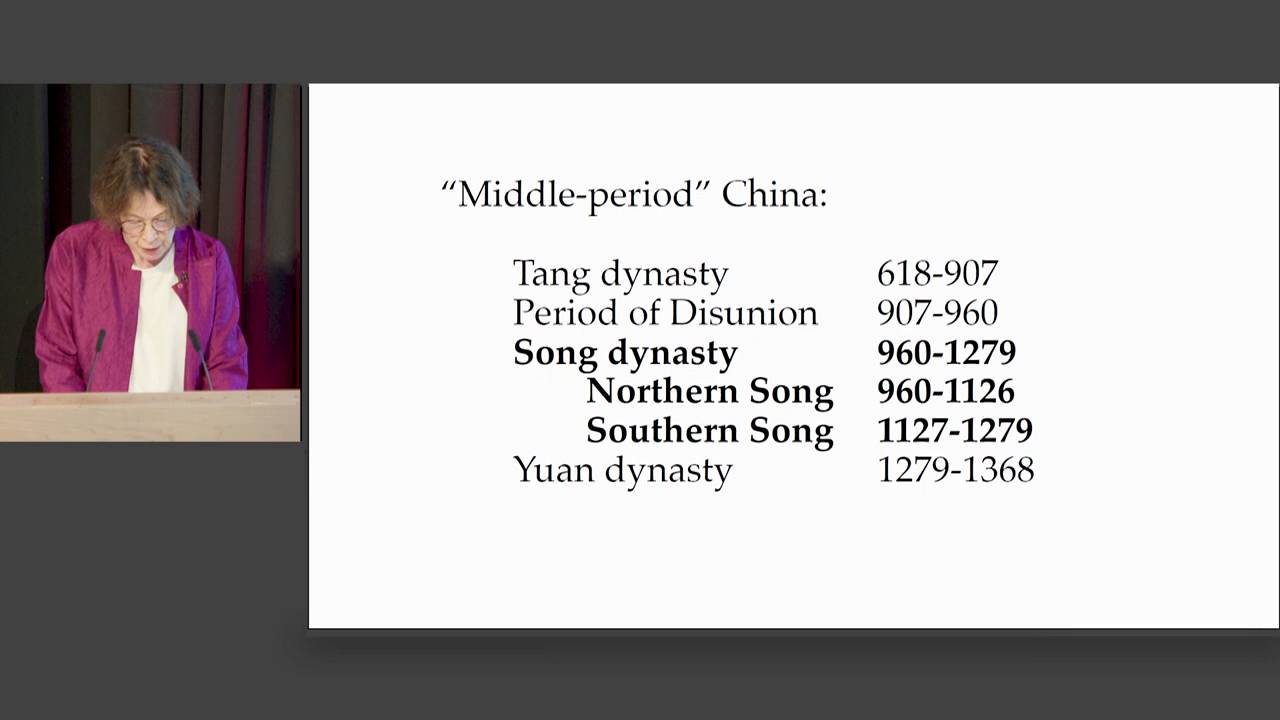 “Middle-period” China:
Tang dynasty 618-907
Period of Disunion 907-960
Song dynasty 960-1279
Northern Song 960-1126
Southern Song 1127-1279
Yuan dynasty 1279-1368